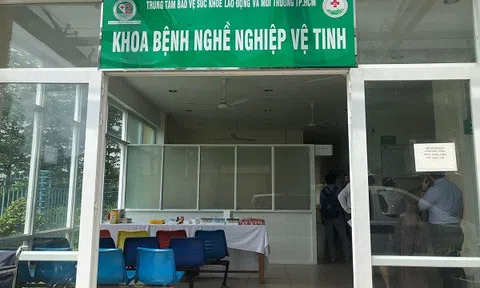 TRUNG TÂM BẢO VỆ SỨC KHỎE LAO ĐỘNG VÀ MÔI TRƯỜNG TP.HCM
KHOA BỆNH NGHỀ NGHIỆP VỆ TINH